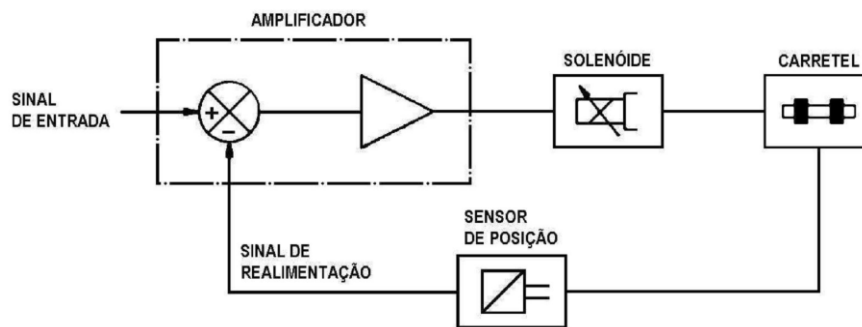 AMPLIFICADOR
SOLENÓIDE
CARRETEL
SINAL
DE ENTRADA
+
−
SENSOR
DE POSIÇÃO
SINAL DE
REALIMENTAÇÃO